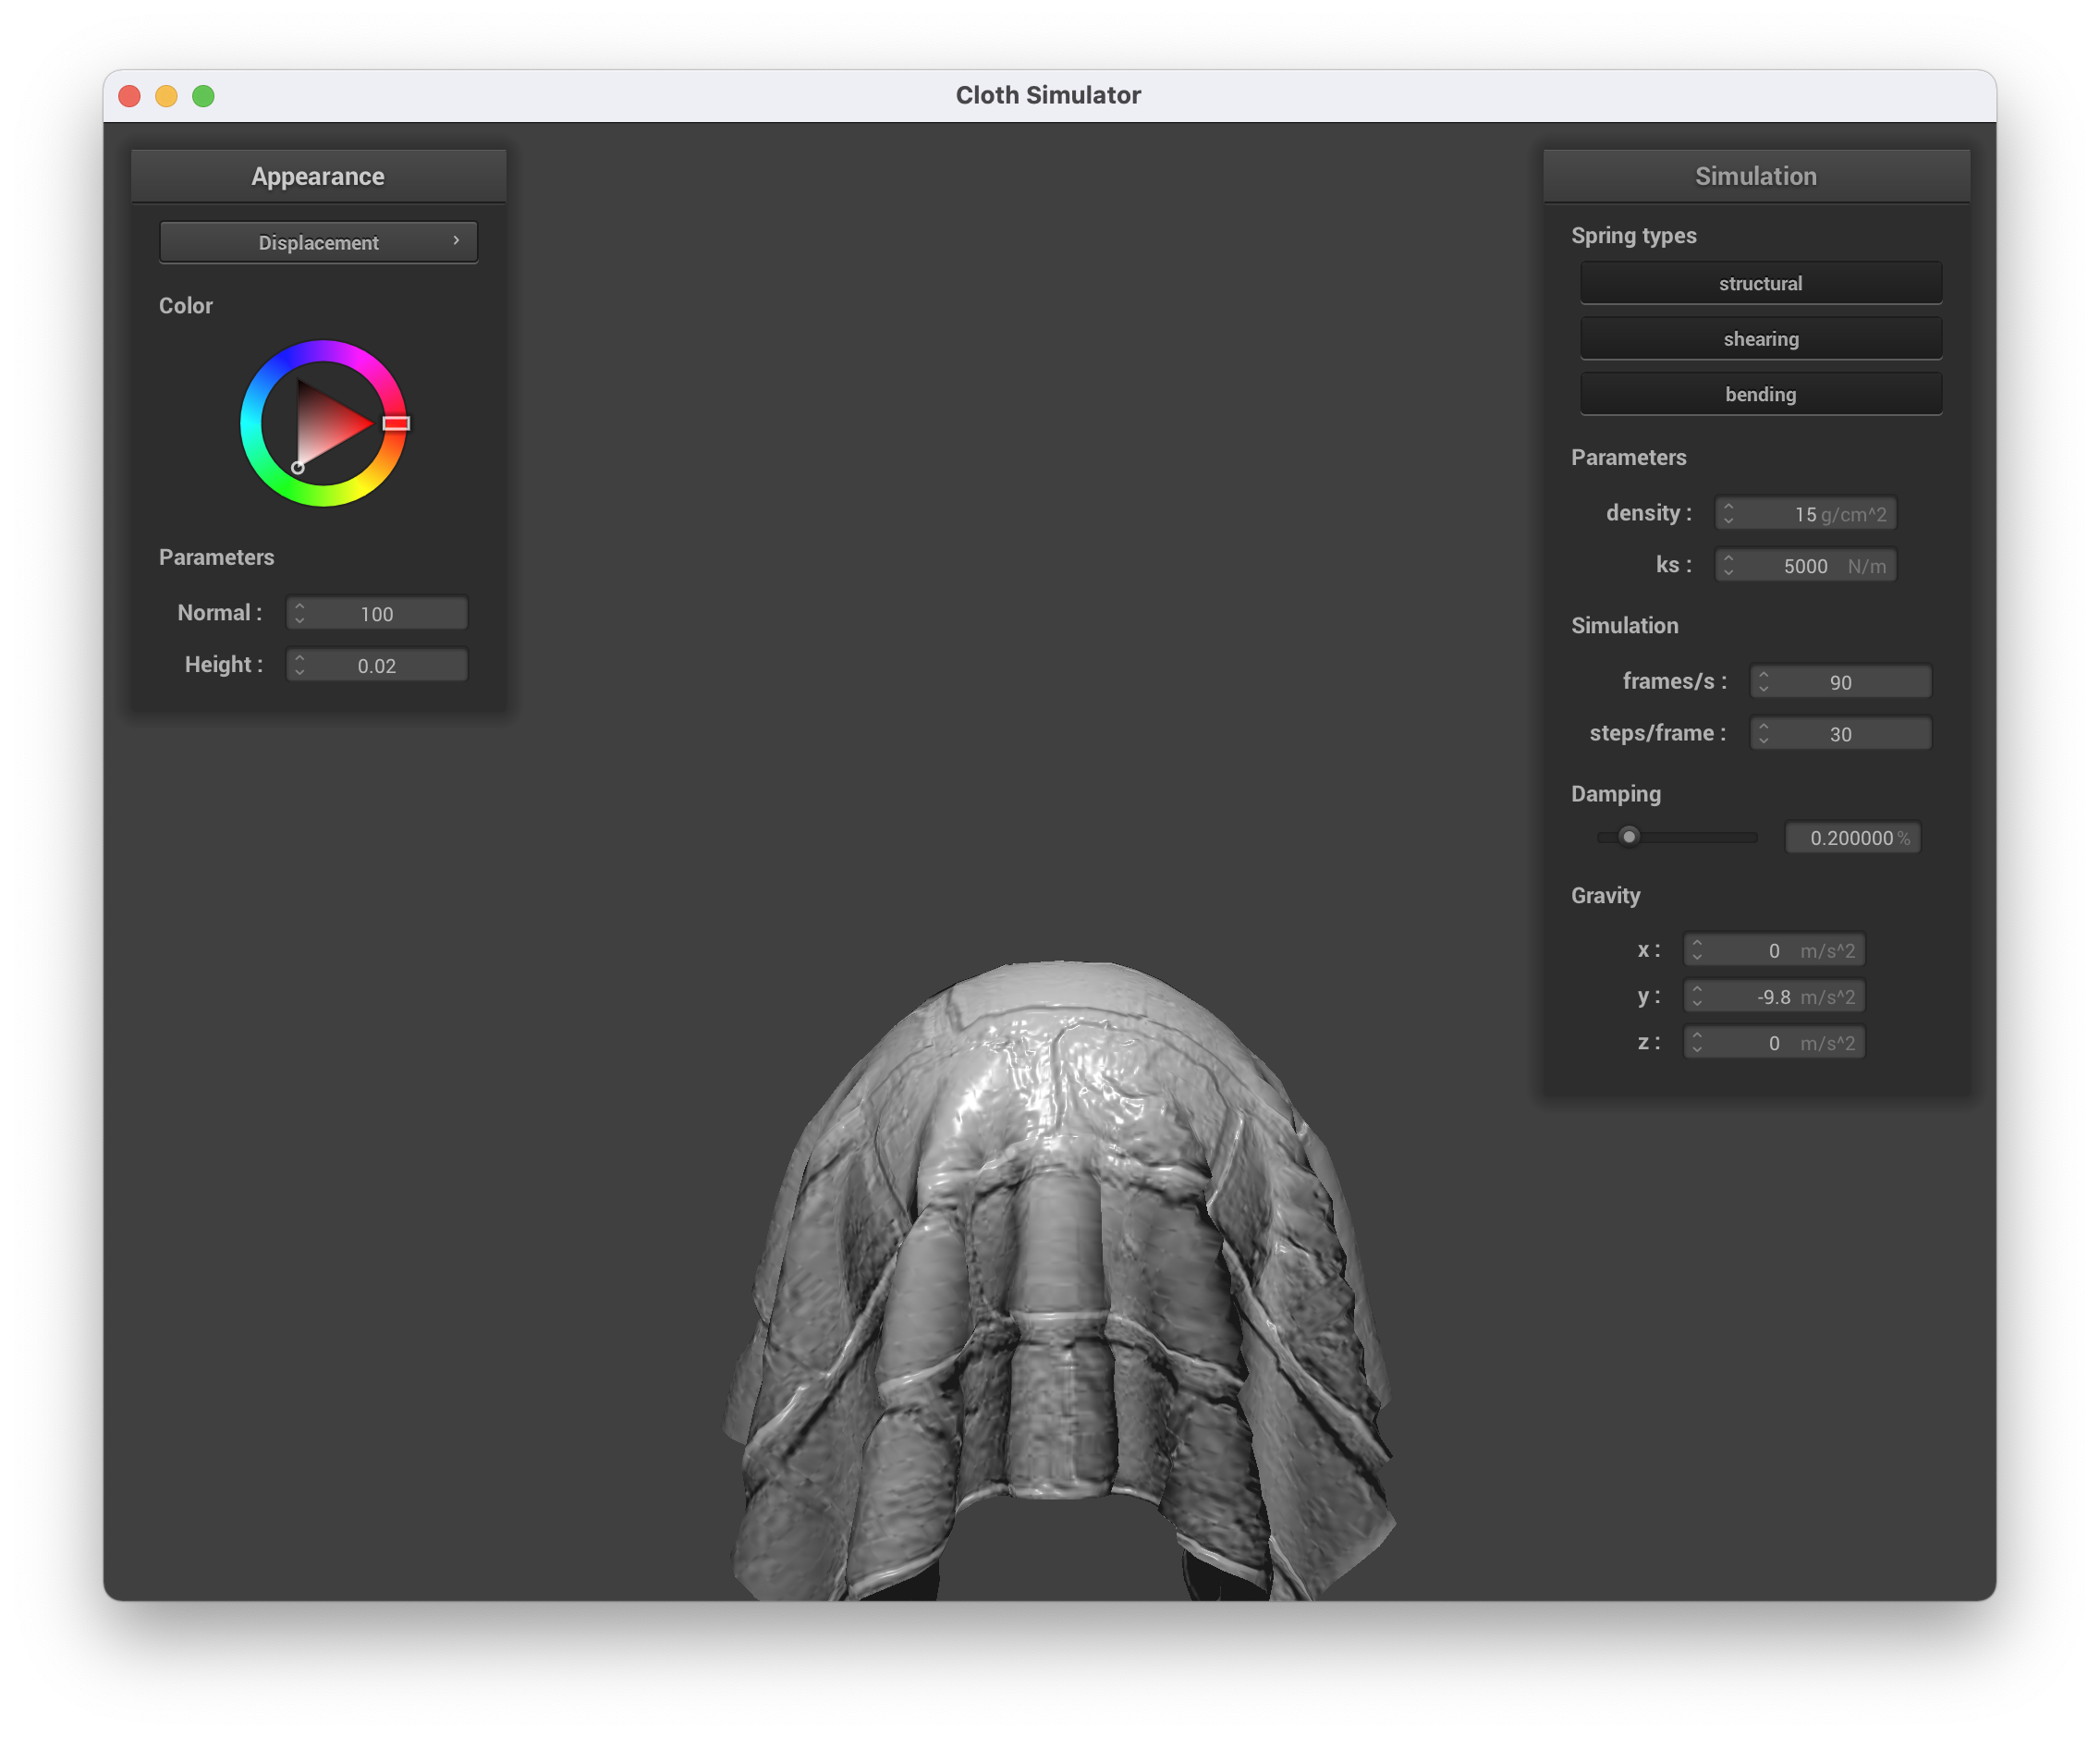 Cloth Simulator
Appearance
Displacement
Color
Parameters
Normal : 100
Height : 0.02
Simulation
Spring types
structural
shearing
bending
Parameters
density : 15 g/cm^2
ks : 5000 N/m
Simulation
frames/s : 90
steps/frame : 30
Damping
0.200000 %
Gravity
x : 0 m/s^2
y : -9.8 m/s^2
z : 0 m/s^2